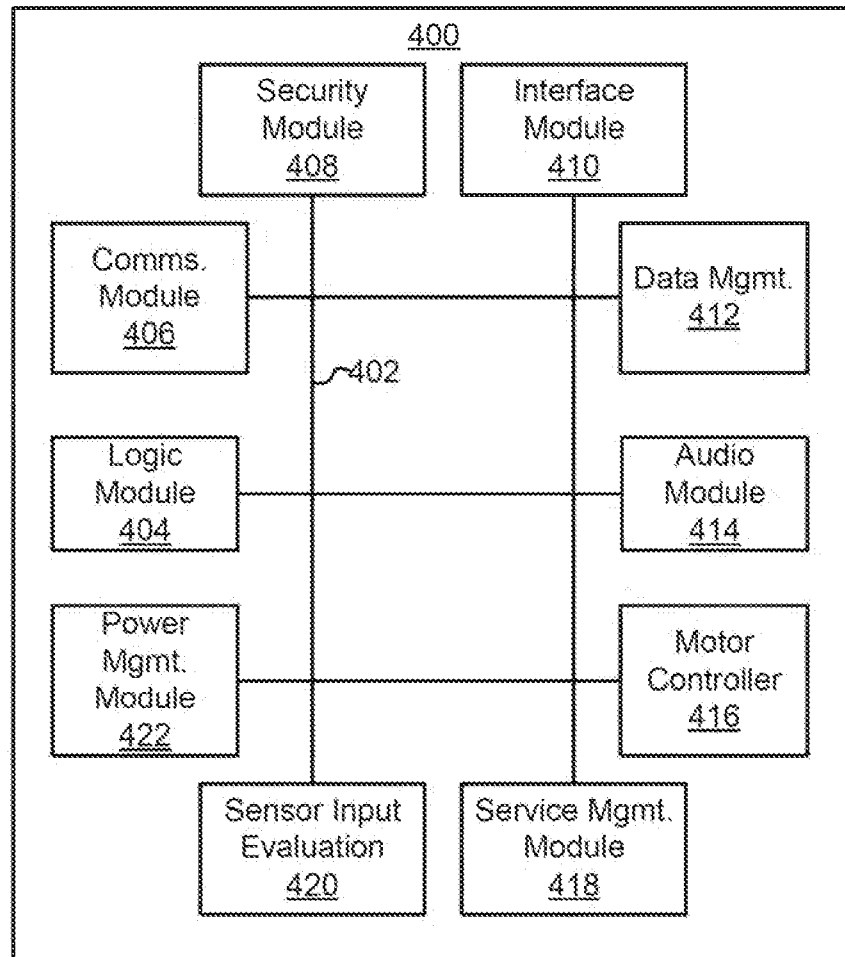 400
Security
Module
408
Interface
Module
410
Comms.
Module
406
Data Mgmt.
412
402
Logic
Module
404
Audio
Module
414
Power
Mgmt.
Module
422
Motor
Controller
416
Sensor Input
Evaluation
420
Service Mgmt.
Module
418